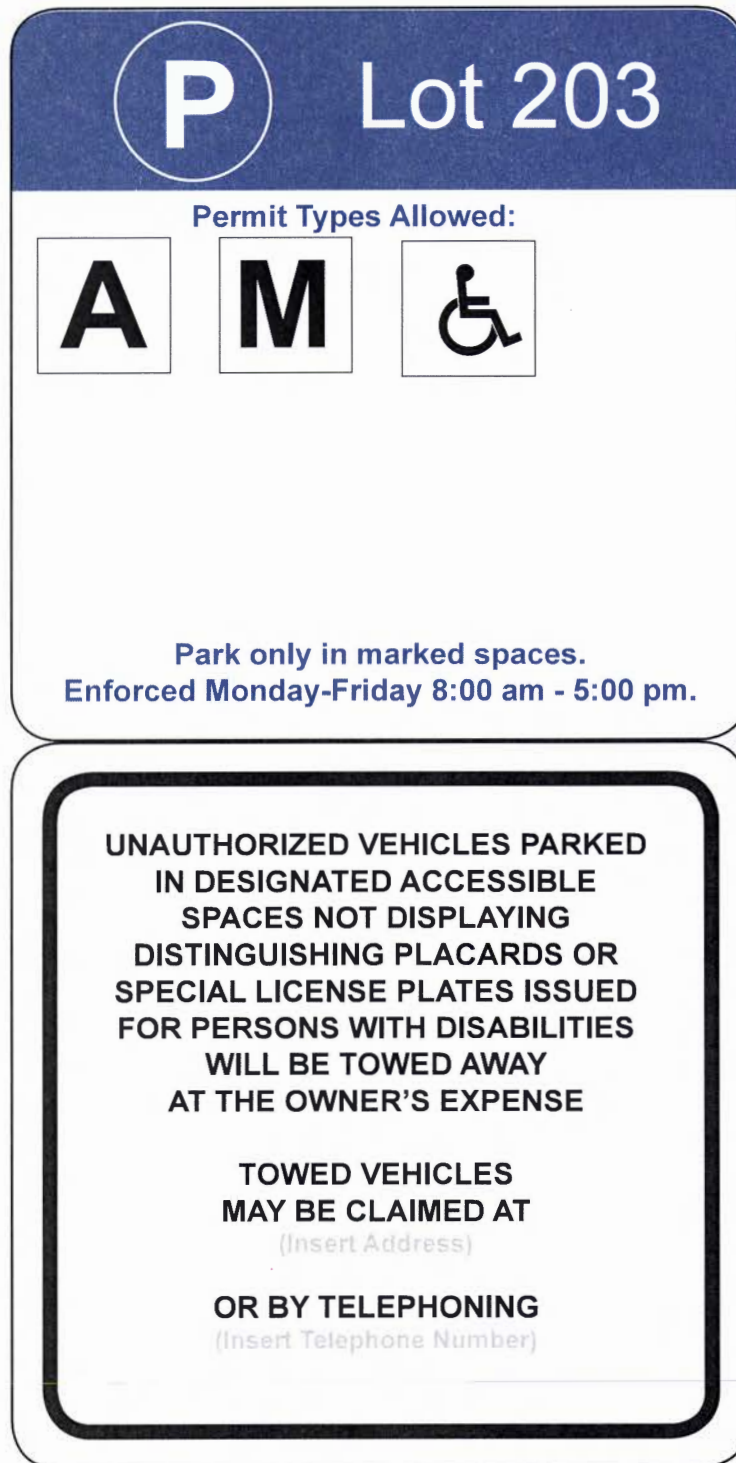 P Lot 203
Permit Types Allowed:
A M
Park only in marked spaces.
Enforced Monday-Friday 8:00 am - 5:00 pm.
UNAUTHORIZED VEHICLES PARKED
IN DESIGNATED ACCESSIBLE
SPACES NOT DISPLAYING
DISTINGUISHING PLACARDS OR
SPECIAL LICENSE PLATES ISSUED
FOR PERSONS WITH DISABILITIES
WILL BE TOWED AWAY
AT THE OWNER'S EXPENSE
TOWED VEHICLES
MAY BE CLAIMED AT
(Insert Address)
OR BY TELEPHONING
(Insert Telephone Number)